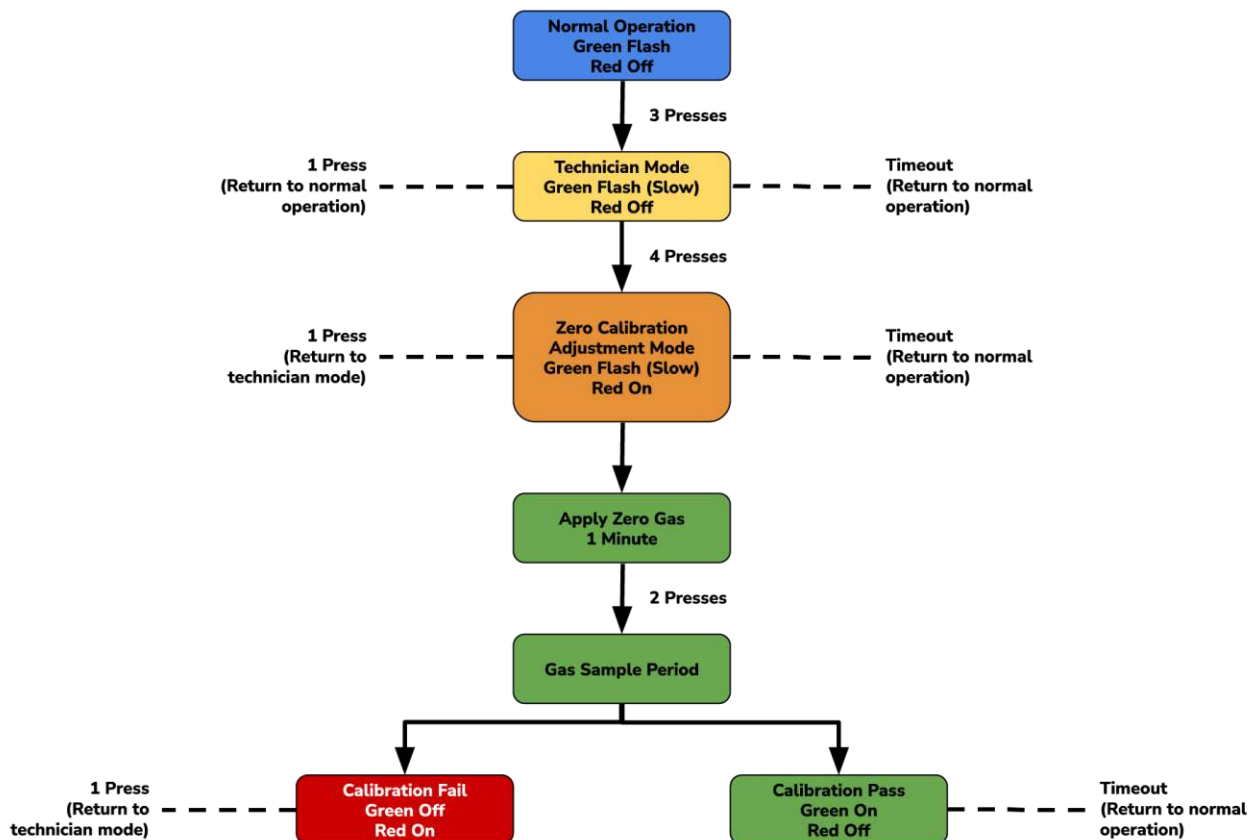 Normal Operation
Green Flash
Red Off
3 Presses
1 Press
(Return to normal
operation)
Technician Mode
Green Flash (Slow)
Red Off
Timeout
(Return to normal
operation)
4 Presses
1 Press
(Return to
technician mode)
Zero Calibration
Adjustment Mode
Green Flash (Slow)
Red On
Timeout
(Return to normal
operation)
Apply Zero Gas
1 Minute
2 Presses
Gas Sample Period
1 Press
(Return to
technician mode)
Calibration Fail
Green Off
Red On
Calibration Pass
Green On
Red Off
Timeout
(Return to normal
operation)